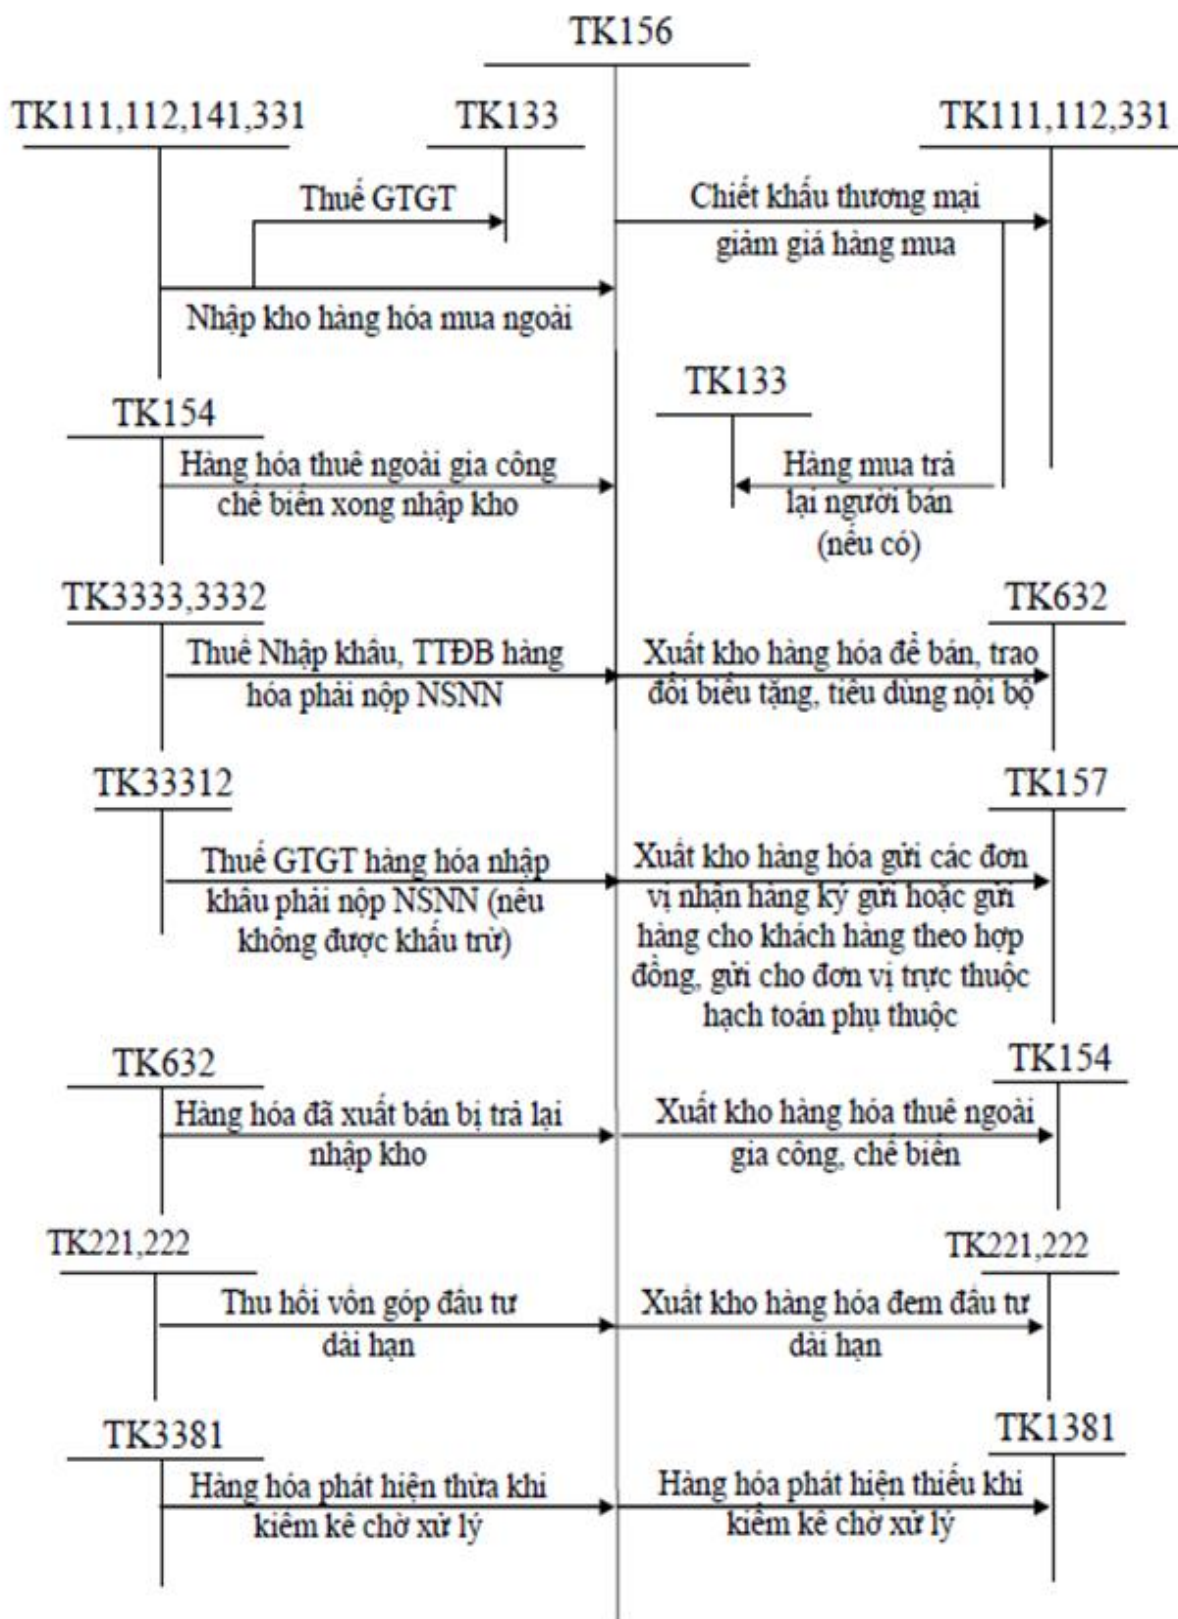 TK156
TK111,112,141,331
TK133
TK111,112,331
Thuế GTGT
Chiết khấu thương mại
giảm giá hàng mua
Nhập kho hàng hóa mua ngoài
TK133
TK154
Hàng hóa thuê ngoài gia công
chế biến xong nhập kho
Hàng mua trả
lại người bán
(nếu có)
TK3333,3332
TK632
Thuế Nhập khẩu, TTĐB hàng
hóa phải nộp NSNN
Xuất kho hàng hóa để bán, trao
đổi biếu tặng, tiêu dùng nội bộ
TK33312
TK157
Thuế GTGT hàng hóa nhập
khẩu phải nộp NSNN (nếu
không được khấu trừ)
Xuất kho hàng hóa gửi các đơn
vị nhận hàng ký gửi hoặc gửi
hàng cho khách hàng theo hợp
đồng, gửi cho đơn vị trực thuộc
hạch toán phụ thuộc
TK632
TK154
Hàng hóa đã xuất bán bị trả lại
nhập kho
Xuất kho hàng hóa thuê ngoài
gia công, chế biến
TK221,222
TK221,222
Thu hồi vốn góp đầu tư
dài hạn
Xuất kho hàng hóa đem đầu tư
dài hạn
TK3381
TK1381
Hàng hóa phát hiện thừa khi
kiểm kê chờ xử lý
Hàng hóa phát hiện thiếu khi
kiểm kê chờ xử lý